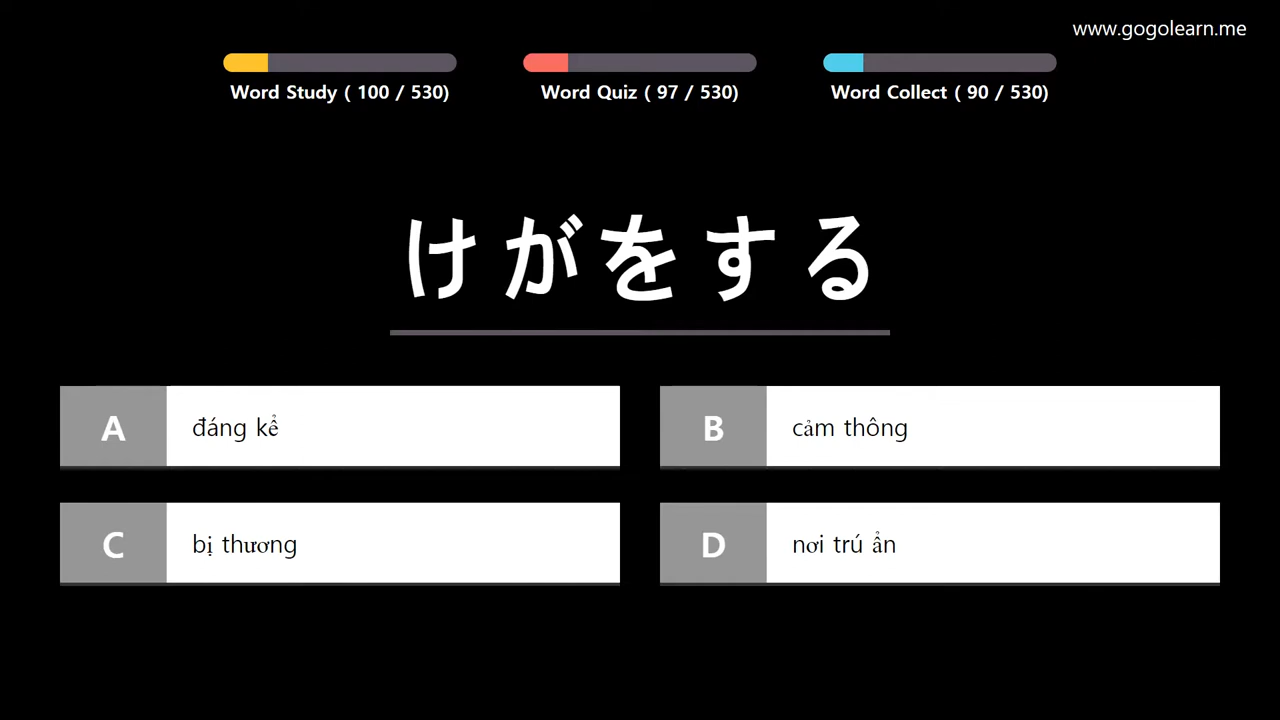 www.gogolearn.me
Word Study ( 100 / 530)
Word Quiz ( 97 / 530)
Word Collect ( 90 / 530)
けがをする
A đáng kể
B cảm thông
C bị thương
D nơi trú ẩn